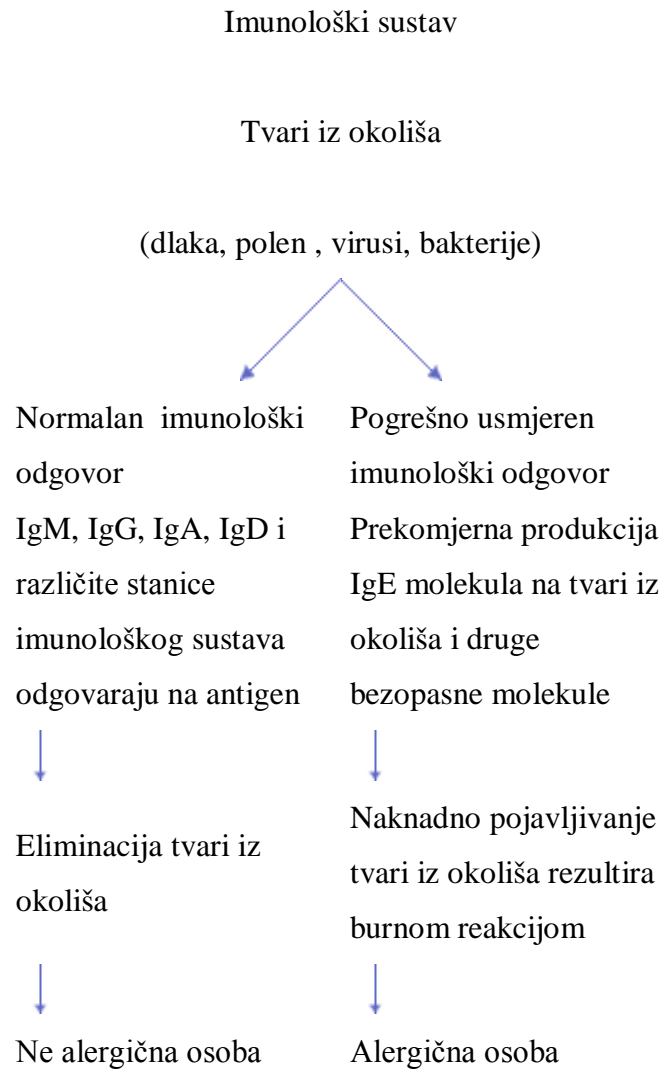 Imunološki sustav
Tvari iz okoliša
(dlaka, polen , virusi, bakterije)
Normalan  imunološki
odgovor
IgM, IgG, IgA, IgD i
različite stanice
imunološkog sustava
odgovaraju na antigen
Pogrešno usmjeren
imunološki odgovor
Prekomjerna produkcija
IgE molekula na tvari iz
okoliša i druge
bezopasne molekule
Eliminacija tvari iz
okoliša
Naknadno pojavljivanje
tvari iz okoliša rezultira
burnom reakcijom
Ne alergična osoba
Alergična osoba